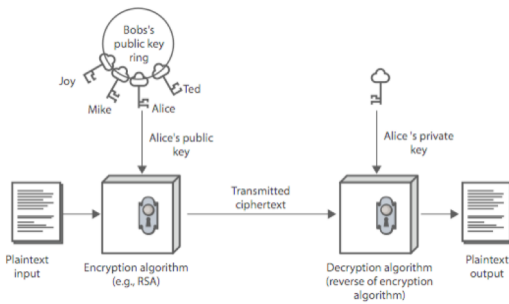 Bobs's
public key
ring
Joy
Mike
Alice
Ted
Alice's public
key
Alice 's private
key
Transmitted
ciphertext
Plaintext
input
Encryption algorithm
(e.g., RSA)
Decryption algorithm
(reverse of encryption
algorithm)
Plaintext
output